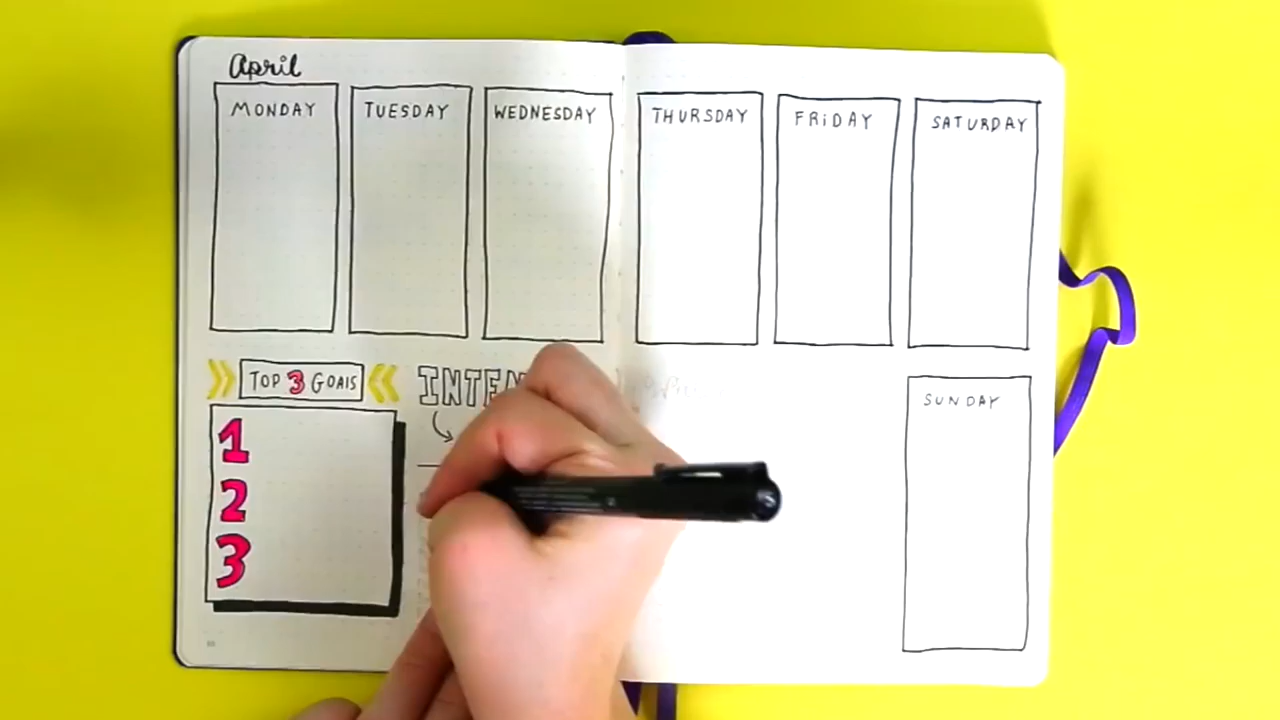 April
MONDAY TUESDAY WEDNESDAY THURSDAY FRiDAY SATURDAY
TOP 3 GOALS
SUNDAY
1
2
3